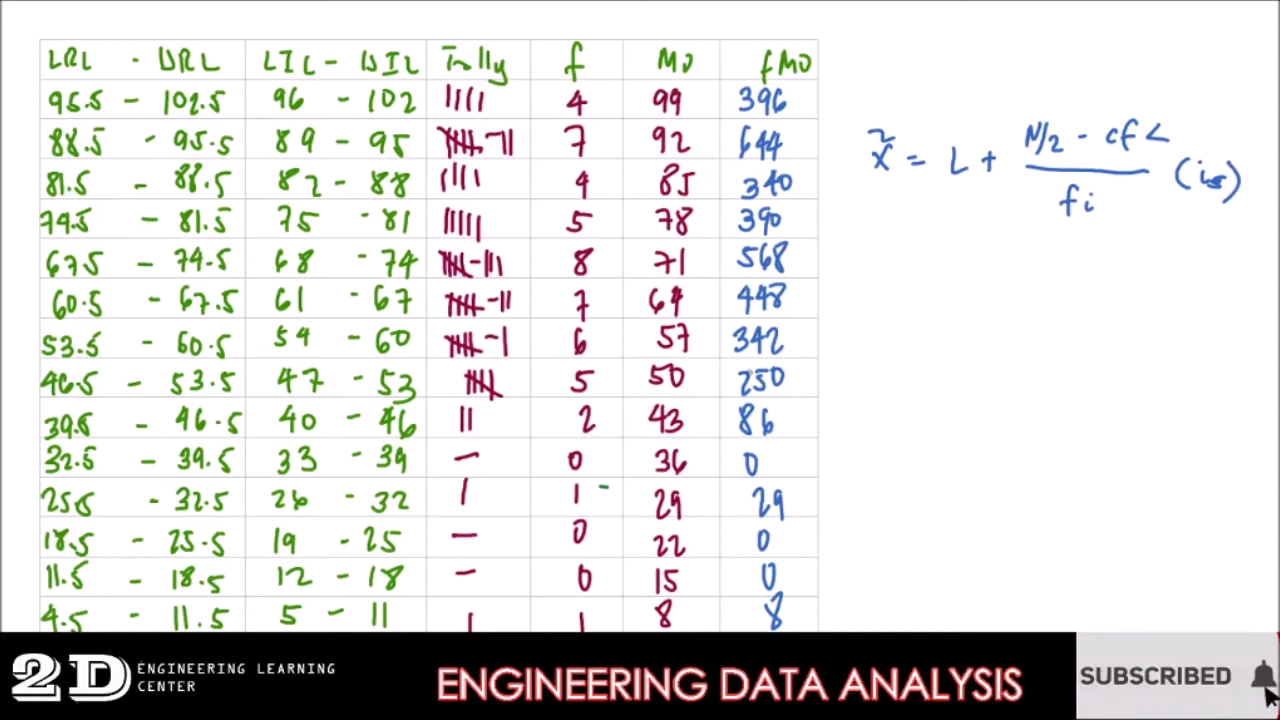 LRL - URL LIL - UIL Tally f M0 fM0
95.5 - 102.5 96 - 102 |||| 4 99 396
88.5 - 95.5 89 - 95 7 92 644
81.5 - 88.5 82 - 88 |||| 4 85 340
74.5 - 81.5 75 - 81 ||||| 5 78 390
67.5 - 74.5 68 - 74 8 71 568
60.5 - 67.5 61 - 67 7 64 448
53.5 - 60.5 54 - 60 6 57 342
46.5 - 53.5 47 - 53 5 50 250
39.5 - 46.5 40 - 46 || 2 43 86
32.5 - 39.5 33 - 39 - 0 36 0
25.5 - 32.5 26 - 32 | 1 - 29 29
18.5 - 25.5 19 - 25 - 0 22 0
11.5 - 18.5 12 - 18 - 0 15 0
4.5 - 11.5 5 - 11 | 1 8 8
x̃ = L + (N/2 - cf <) / fi
2D ENGINEERING LEARNING
CENTER
ENGINEERING DATA ANALYSIS
SUBSCRIBED